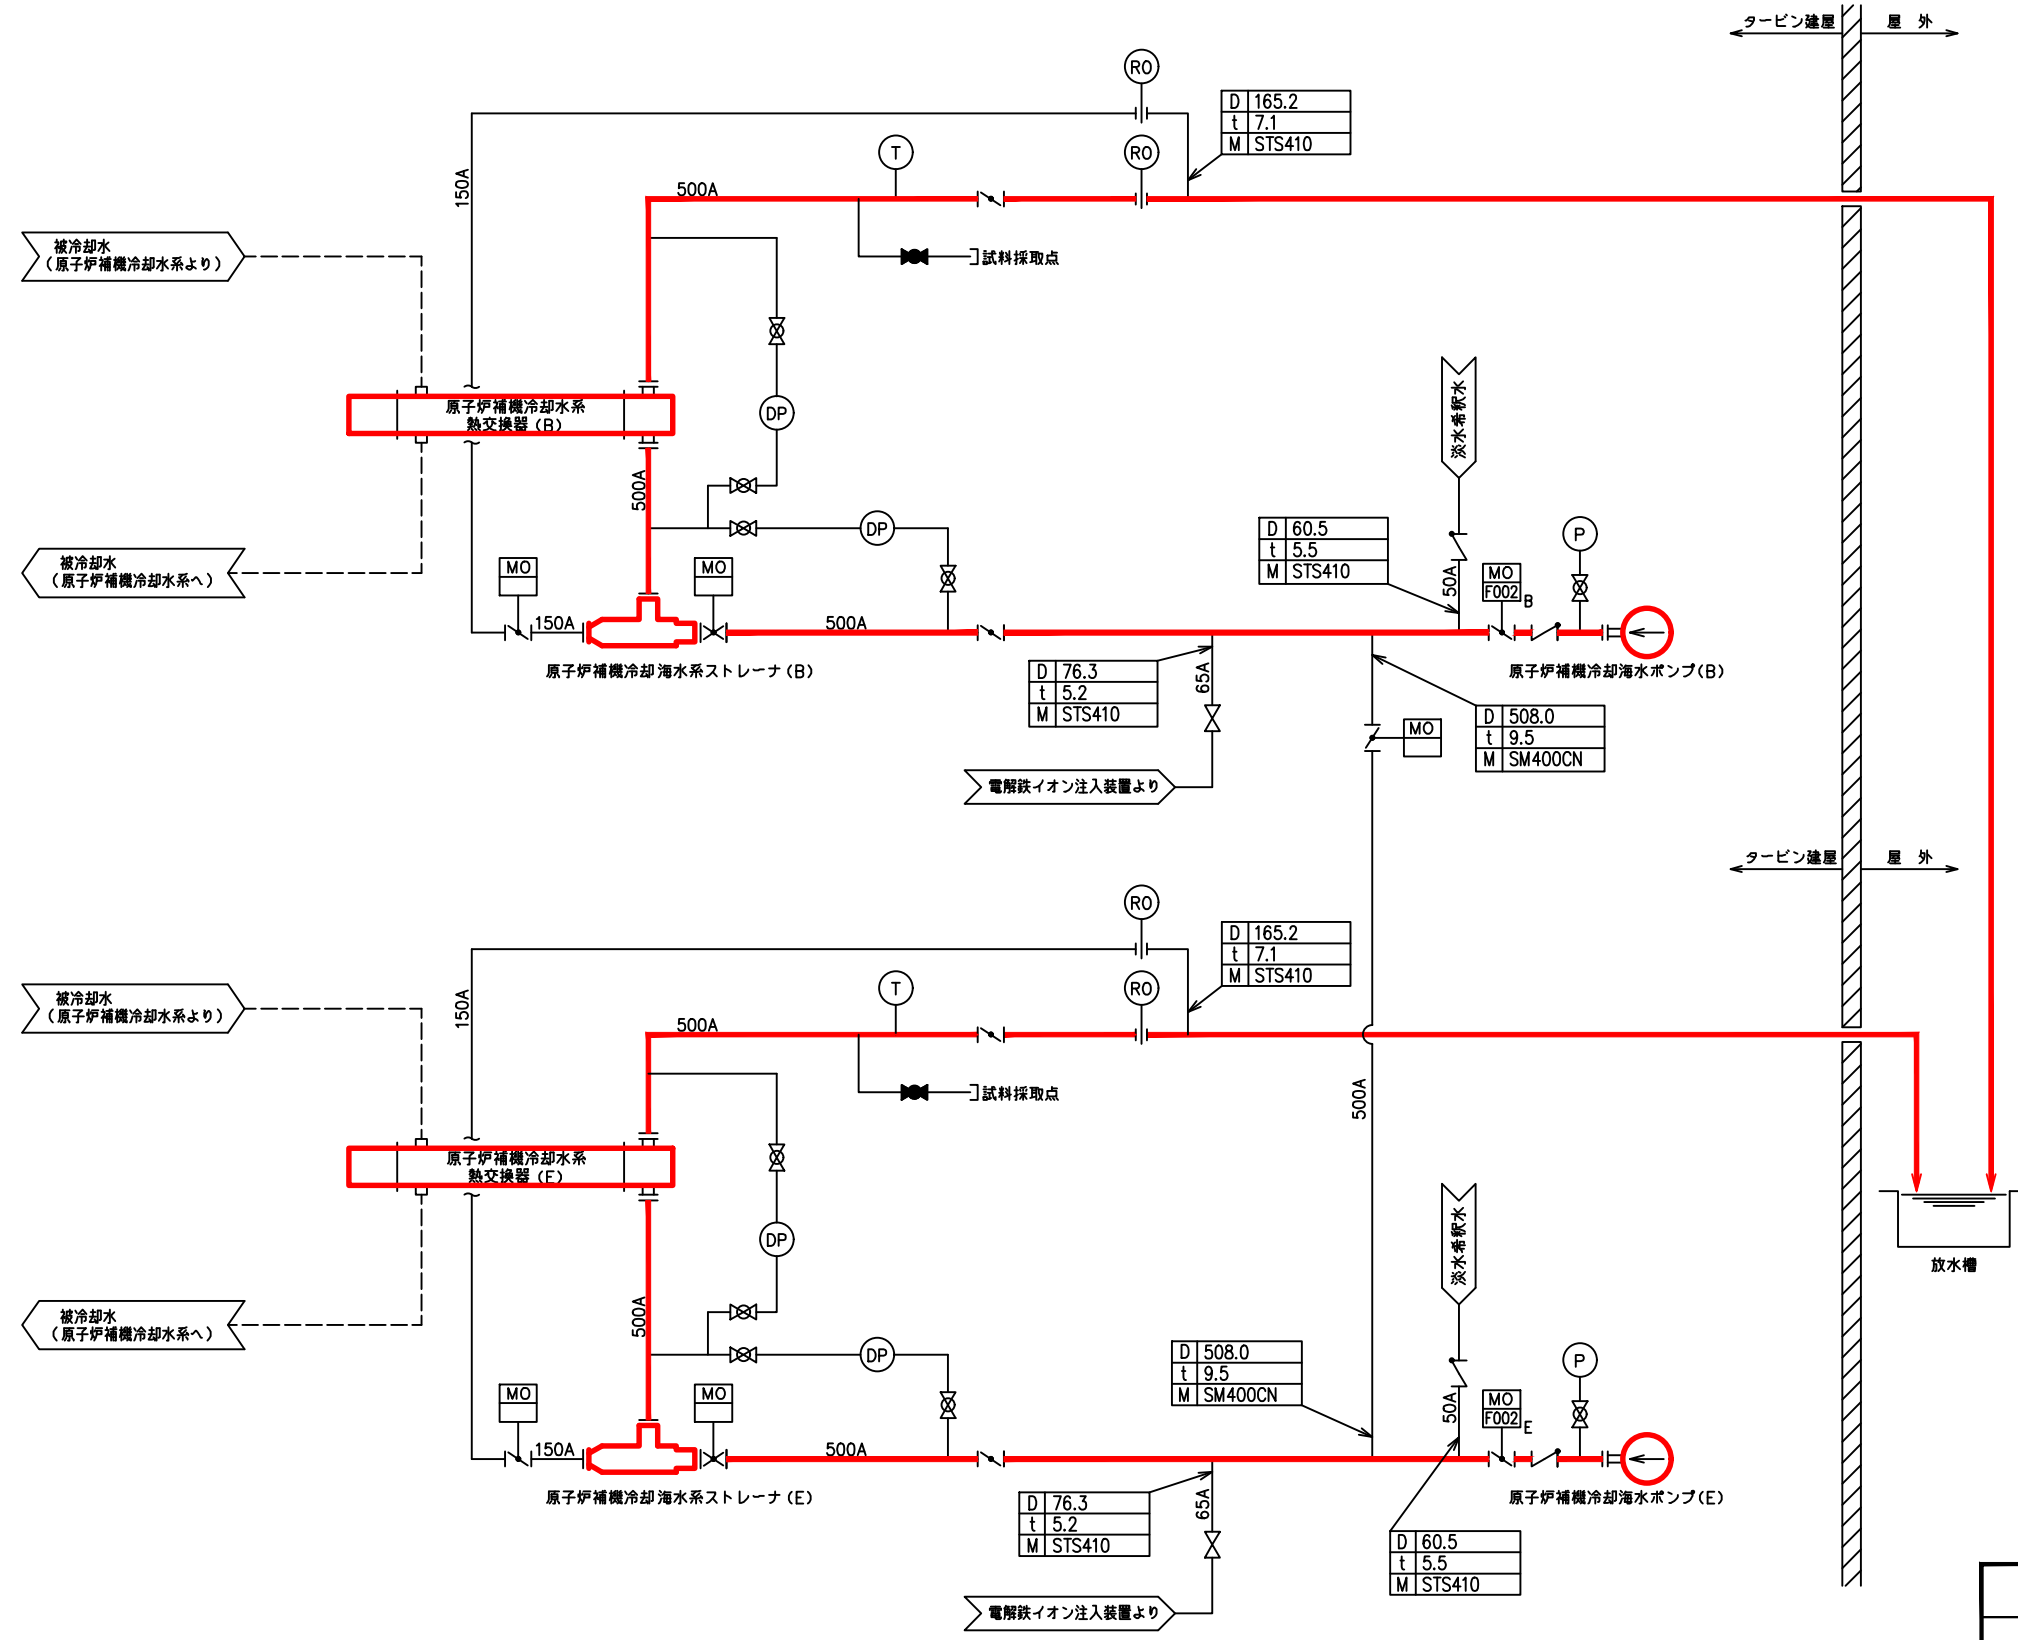 タービン建屋
屋 外
RO
D 165.2
t 7.1
M STS410
T
RO
150A
500A
被冷却水
(原子炉補機冷却水系より)
試料採取点
原子炉補機冷却水系
熱交換器 (B)
DP
淡水希釈水
500A
DP
D 60.5
t 5.5
M STS410
P
被冷却水
(原子炉補機冷却水系へ)
MO
MO
50A
MO
F002
B
150A
500A
原子炉補機冷却海水系ストレーナ(B)
D 76.3
t 5.2
M STS410
65A
原子炉補機冷却海水ポンプ(B)
D 508.0
t 9.5
M SM400CN
MO
電解鉄イオン注入装置より
タービン建屋
屋 外
RO
D 165.2
t 7.1
M STS410
T
RO
150A
500A
被冷却水
(原子炉補機冷却水系より)
試料採取点
500A
原子炉補機冷却水系
熱交換器 (E)
DP
淡水希釈水
放水槽
500A
DP
D 508.0
t 9.5
M SM400CN
P
被冷却水
(原子炉補機冷却水系へ)
MO
MO
50A
MO
F002
E
150A
500A
原子炉補機冷却海水系ストレーナ(E)
D 76.3
t 5.2
M STS410
65A
原子炉補機冷却海水ポンプ(E)
D 60.5
t 5.5
M STS410
電解鉄イオン注入装置より